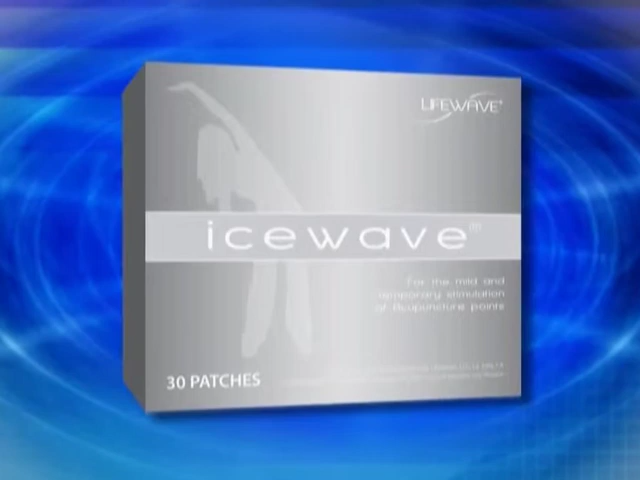 LIFEWAVE®
icewave®
For the mild and
temporary stimulation
of Acupuncture points
30 PATCHES